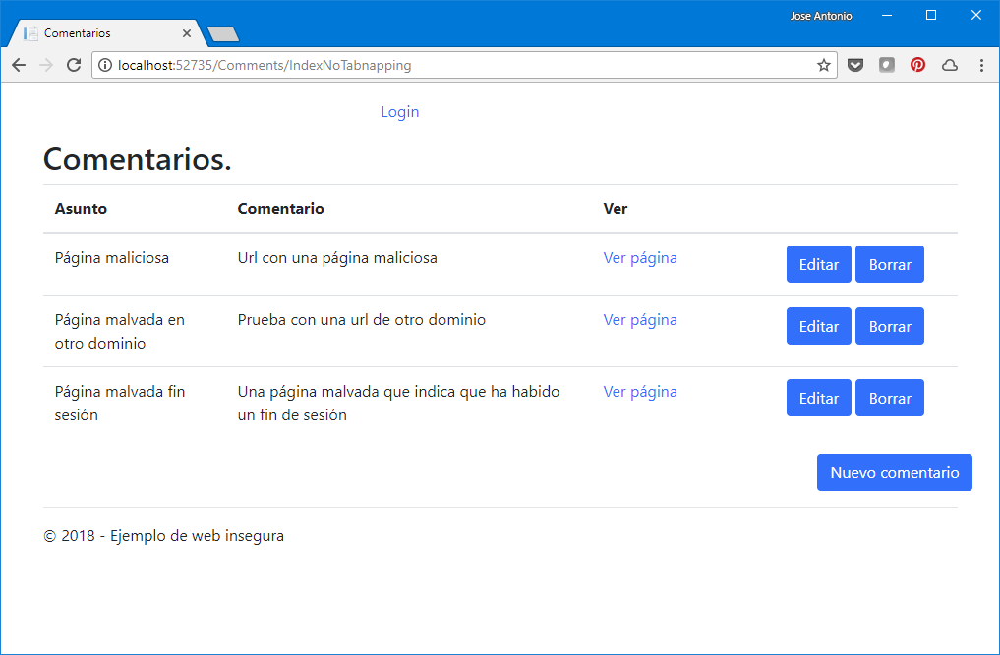 Jose Antonio
Comentarios
localhost:52735/Comments/IndexNoTabnapping
Login
Comentarios.
Asunto Comentario Ver
Página maliciosa Url con una página maliciosa Ver página Editar Borrar
Página malvada en Prueba con una url de otro dominio Ver página Editar Borrar
otro dominio
Página malvada fin Una página malvada que indica que ha habido Ver página Editar Borrar
sesión un fin de sesión
Nuevo comentario
© 2018 - Ejemplo de web insegura